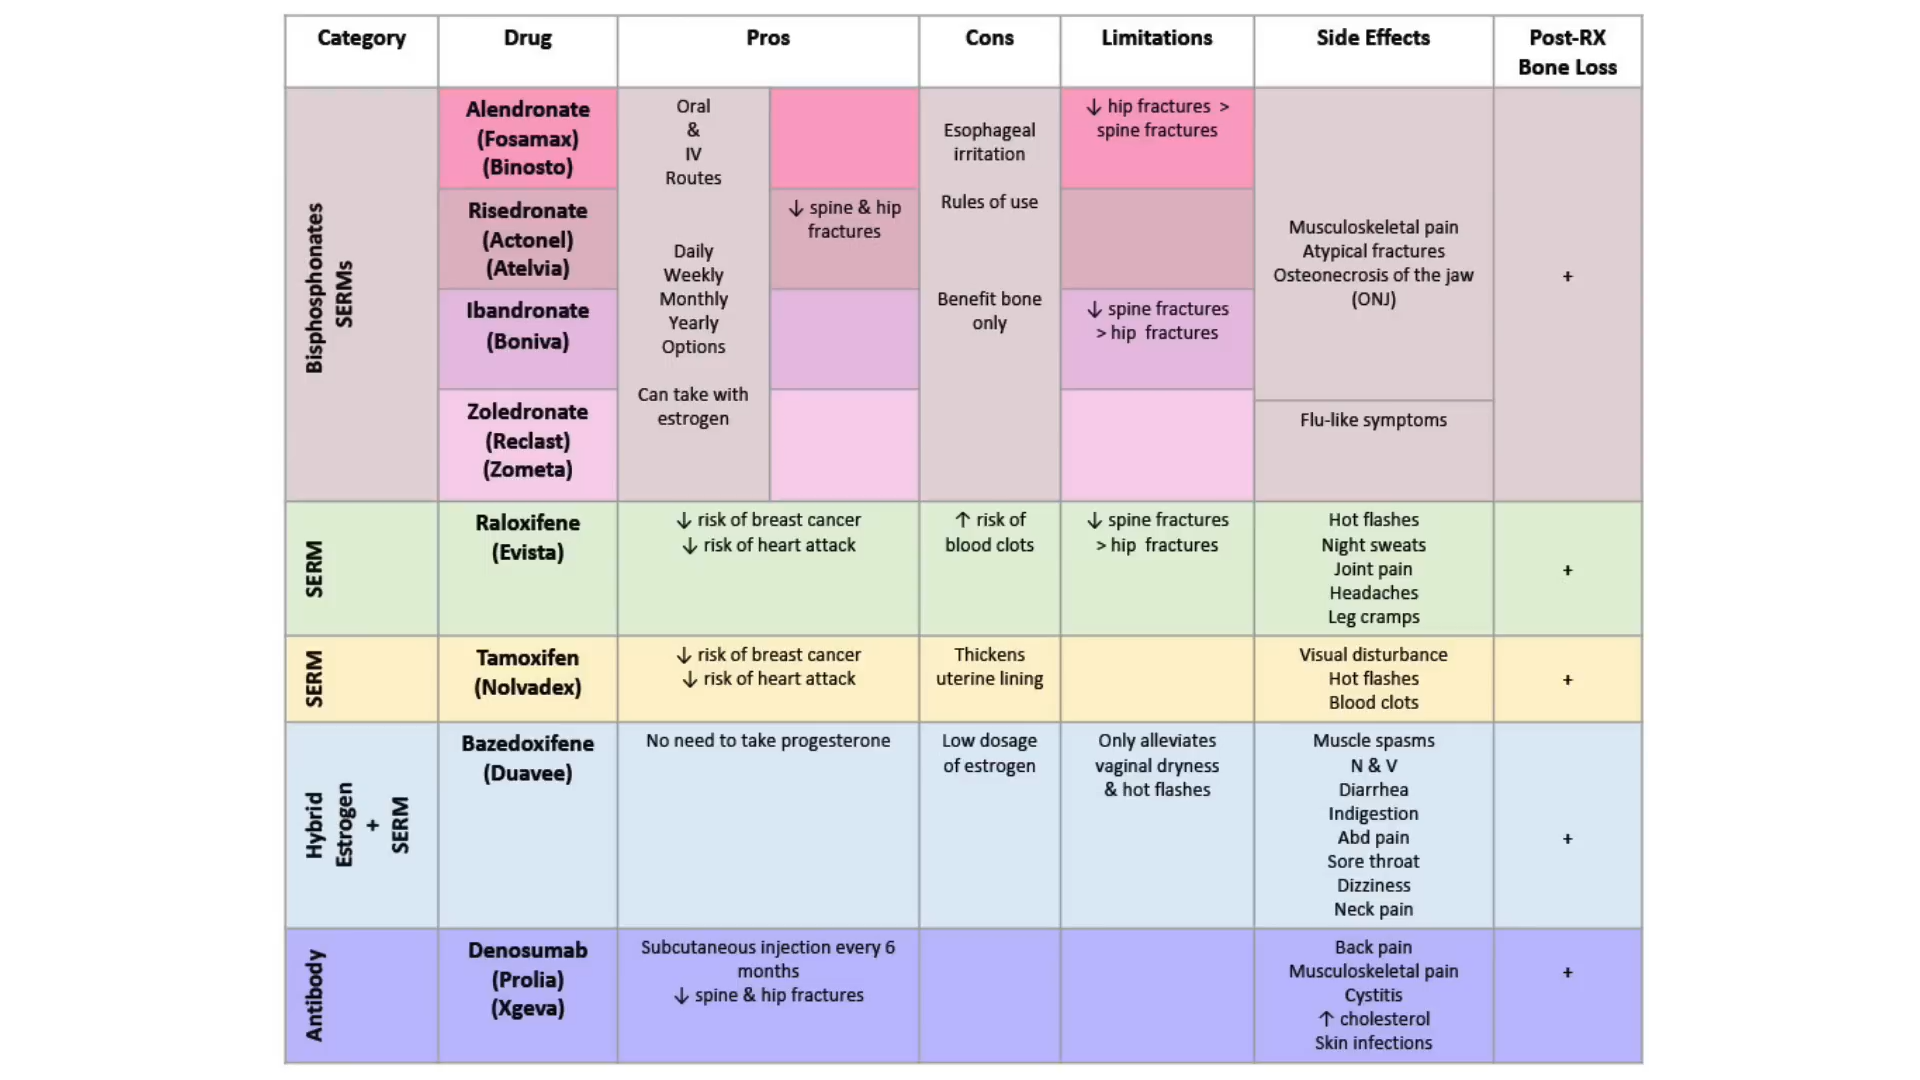 Category
Drug
Pros
Cons
Limitations
Side Effects
Post-RX
Bone Loss
Bisphosphonates
SERMs
Alendronate
(Fosamax)
(Binosto)
Risedronate
(Actonel)
(Atelvia)
Ibandronate
(Boniva)
Zoledronate
(Reclast)
(Zometa)
Oral
&
IV
Routes
Daily
Weekly
Monthly
Yearly
Options
Can take with
estrogen
↓ spine & hip
fractures
Esophageal
irritation
Rules of use
Benefit bone
only
↓ hip fractures >
spine fractures
↓ spine fractures
> hip fractures
Musculoskeletal pain
Atypical fractures
Osteonecrosis of the jaw
(ONJ)
Flu-like symptoms
+
SERM
Raloxifene
(Evista)
↓ risk of breast cancer
↓ risk of heart attack
↑ risk of
blood clots
↓ spine fractures
> hip fractures
Hot flashes
Night sweats
Joint pain
Headaches
Leg cramps
+
SERM
Tamoxifen
(Nolvadex)
↓ risk of breast cancer
↓ risk of heart attack
Thickens
uterine lining
Visual disturbance
Hot flashes
Blood clots
+
Hybrid
Estrogen
+
SERM
Bazedoxifene
(Duavee)
No need to take progesterone
Low dosage
of estrogen
Only alleviates
vaginal dryness
& hot flashes
Muscle spasms
N & V
Diarrhea
Indigestion
Abd pain
Sore throat
Dizziness
Neck pain
+
Antibody
Denosumab
(Prolia)
(Xgeva)
Subcutaneous injection every 6
months
↓ spine & hip fractures
Back pain
Musculoskeletal pain
Cystitis
↑ cholesterol
Skin infections
+